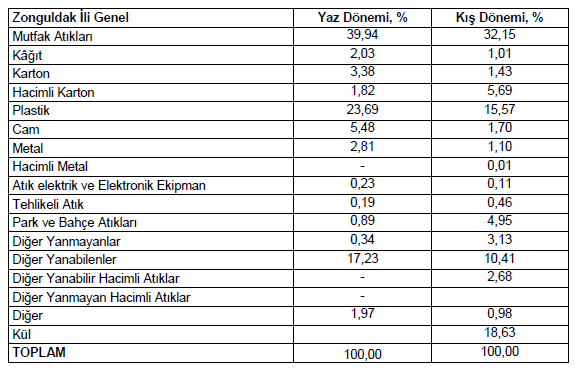 Zonguldak İli Genel Yaz Dönemi, % Kış Dönemi, %
Mutfak Atıkları 39,94 32,15
Kâğıt 2,03 1,01
Karton 3,38 1,43
Hacimli Karton 1,82 5,69
Plastik 23,69 15,57
Cam 5,48 1,70
Metal 2,81 1,10
Hacimli Metal - 0,01
Atık elektrik ve Elektronik Ekipman 0,23 0,11
Tehlikeli Atık 0,19 0,46
Park ve Bahçe Atıkları 0,89 4,95
Diğer Yanmayanlar 0,34 3,13
Diğer Yanabilenler 17,23 10,41
Diğer Yanabilir Hacimli Atıklar - 2,68
Diğer Yanmayan Hacimli Atıklar -
Diğer 1,97 0,98
Kül 18,63
TOPLAM 100,00 100,00